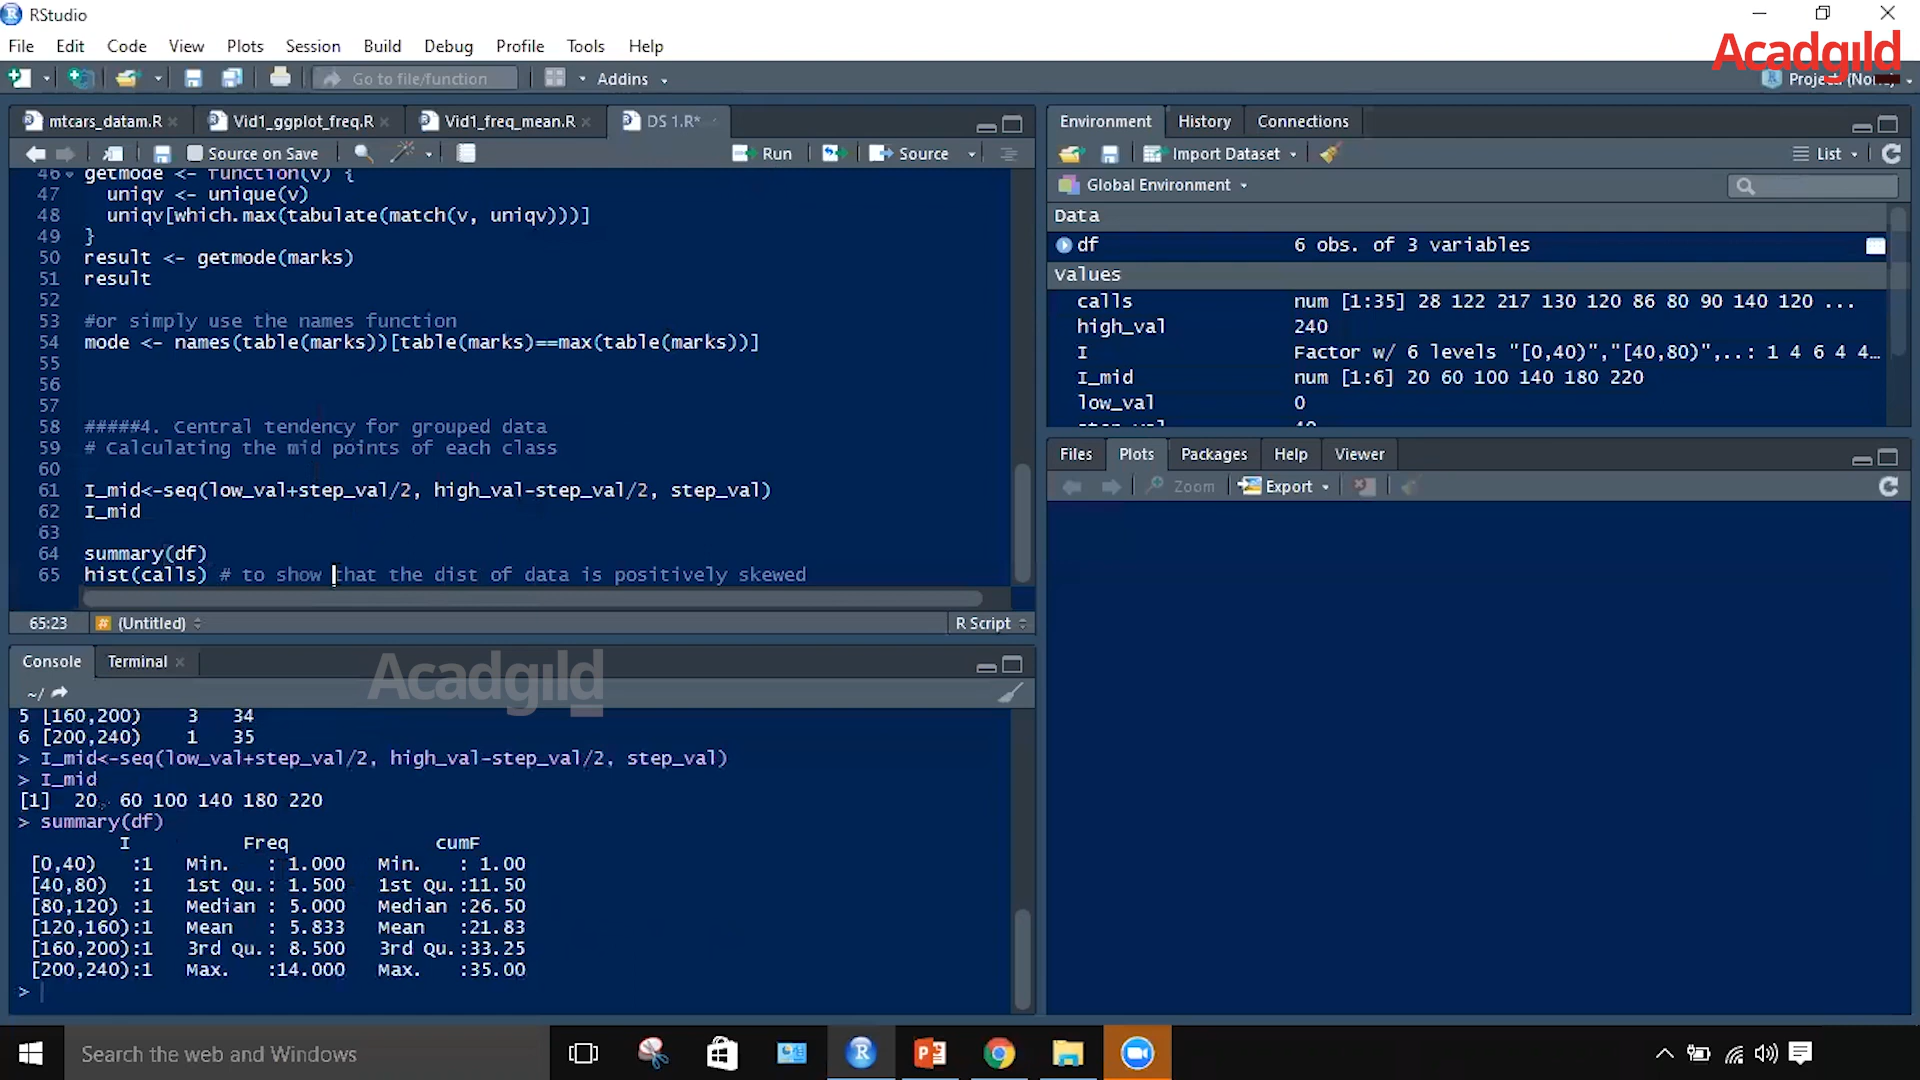 RStudio
File Edit Code View Plots Session Build Debug Profile Tools Help
Acadgıld
Go to file/function Addins
mtcars_datam.R Vid1_ggplot_freq.R Vid1_freq_mean.R DS 1.R*
Source on Save Run Source
46 getmode <- function(v) {
47 uniqv <- unique(v)
48 uniqv[which.max(tabulate(match(v, uniqv)))]
49 }
50 result <- getmode(marks)
51 result
52
53 #or simply use the names function
54 mode <- names(table(marks))[table(marks)==max(table(marks))]
55
56
57
58 #####4. Central tendency for grouped data
59 # Calculating the mid points of each class
60
61 I_mid<-seq(low_val+step_val/2, high_val-step_val/2, step_val)
62 I_mid
63
64 summary(df)
65 hist(calls) # to show that the dist of data is positively skewed
65:23 # (Untitled) R Script
Console Terminal
Acadgıld
~/
5 [160,200) 3 34
6 [200,240) 1 35
> I_mid<-seq(low_val+step_val/2, high_val-step_val/2, step_val)
> I_mid
[1] 20 60 100 140 180 220
> summary(df)
I Freq cumF
[0,40) :1 Min. : 1.000 Min. : 1.00
[40,80) :1 1st Qu.: 1.500 1st Qu.:11.50
[80,120) :1 Median : 5.000 Median :26.50
[120,160):1 Mean : 5.833 Mean :21.83
[160,200):1 3rd Qu.: 8.500 3rd Qu.:33.25
[200,240):1 Max. :14.000 Max. :35.00
>
Environment History Connections
Import Dataset List
Global Environment
Data
df 6 obs. of 3 variables
Values
calls num [1:35] 28 122 217 130 120 86 80 90 140 120 ...
high_val 240
I Factor w/ 6 levels "[0,40)","[40,80)",..: 1 4 6 4 4…
I_mid num [1:6] 20 60 100 140 180 220
low_val 0
Files Plots Packages Help Viewer
Zoom Export
Search the web and Windows